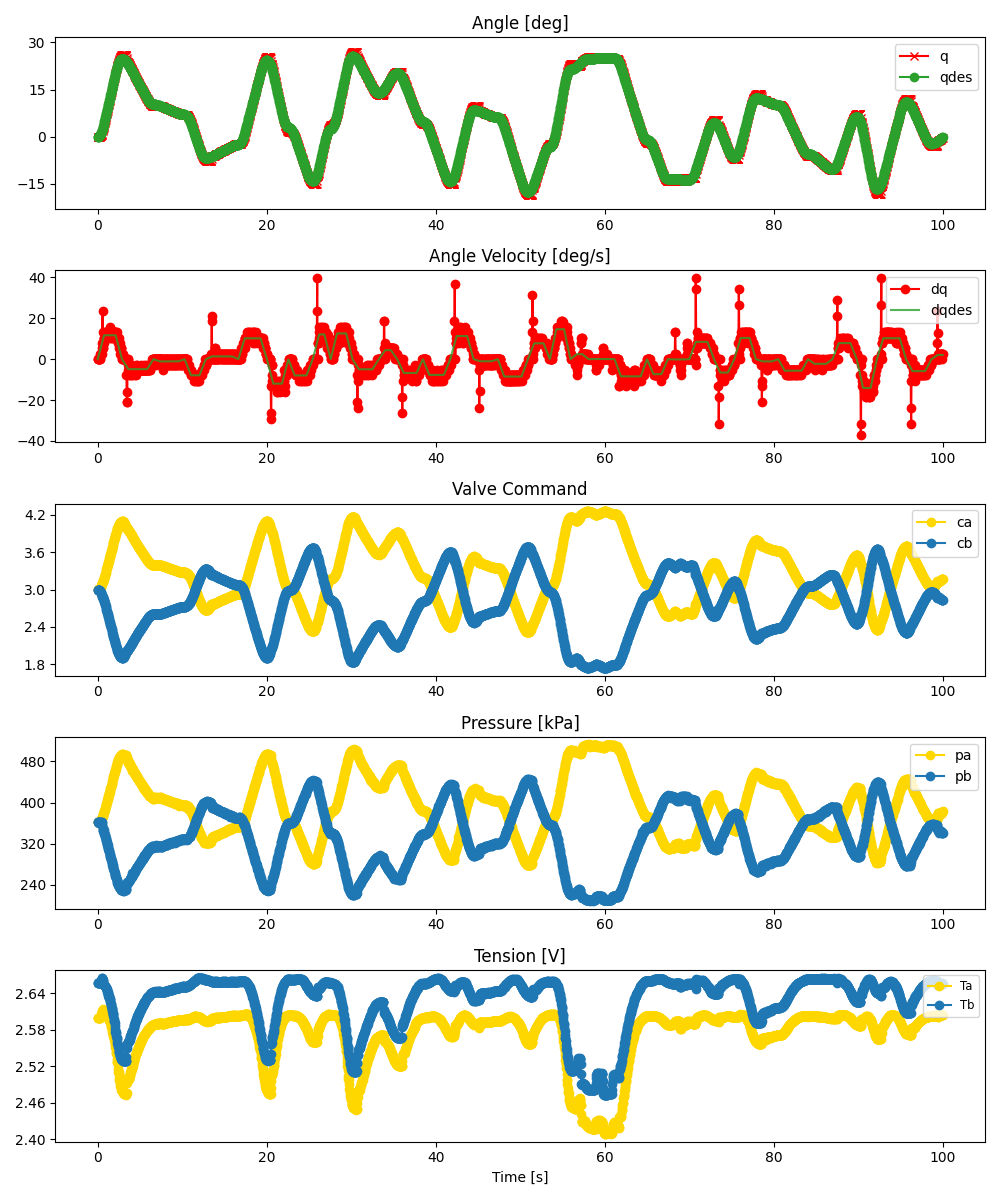 Angle [deg]
30
15
0
−15
q
qdes
0 20 40 60 80 100
Angle Velocity [deg/s]
40
20
0
−20
−40
dq
dqdes
0 20 40 60 80 100
Valve Command
4.2
3.6
3.0
2.4
1.8
ca
cb
0 20 40 60 80 100
Pressure [kPa]
480
400
320
240
pa
pb
0 20 40 60 80 100
Tension [V]
2.64
2.58
2.52
2.46
2.40
Ta
Tb
0 20 40 60 80 100
Time [s]